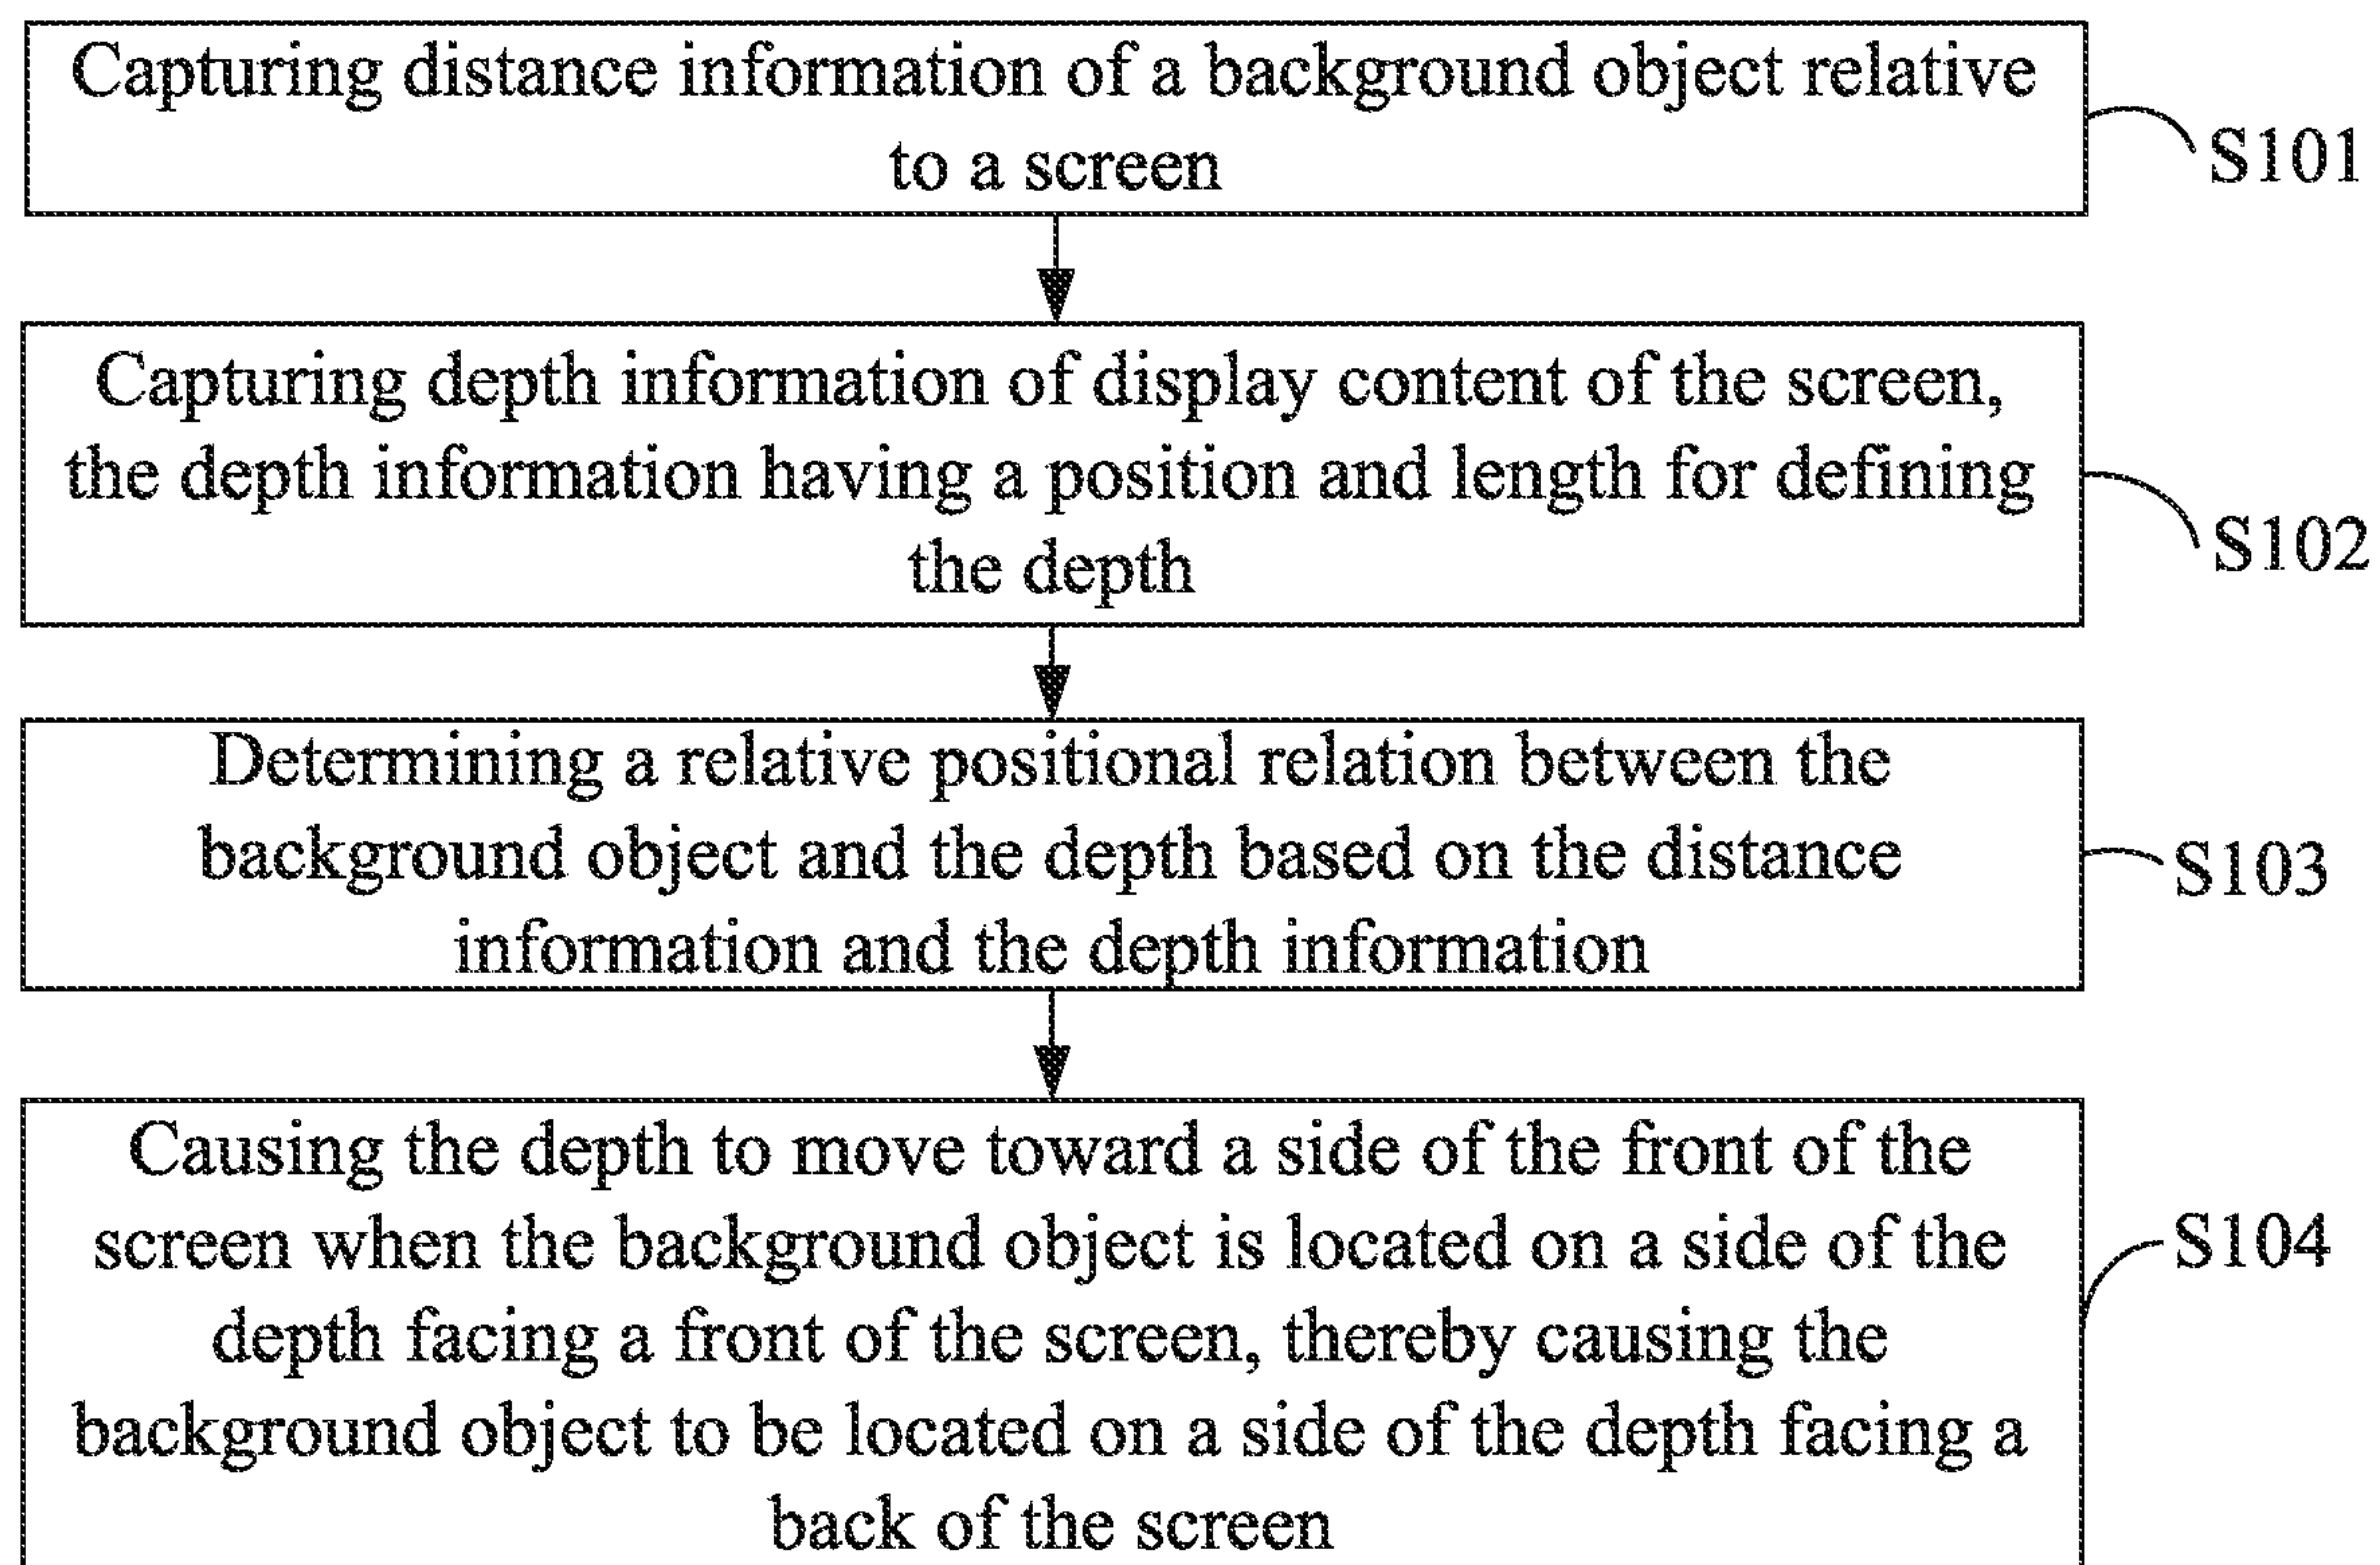 Capturing distance information of a background object relative
to a screen
S101
Capturing depth information of display content of the screen,
the depth information having a position and length for defining
the depth
S102
Determining a relative positional relation between the
background object and the depth based on the distance
information and the depth information
S103
Causing the depth to move toward a side of the front of the
screen when the background object is located on a side of the
depth facing a front of the screen, thereby causing the
background object to be located on a side of the depth facing a
back of the screen
S104